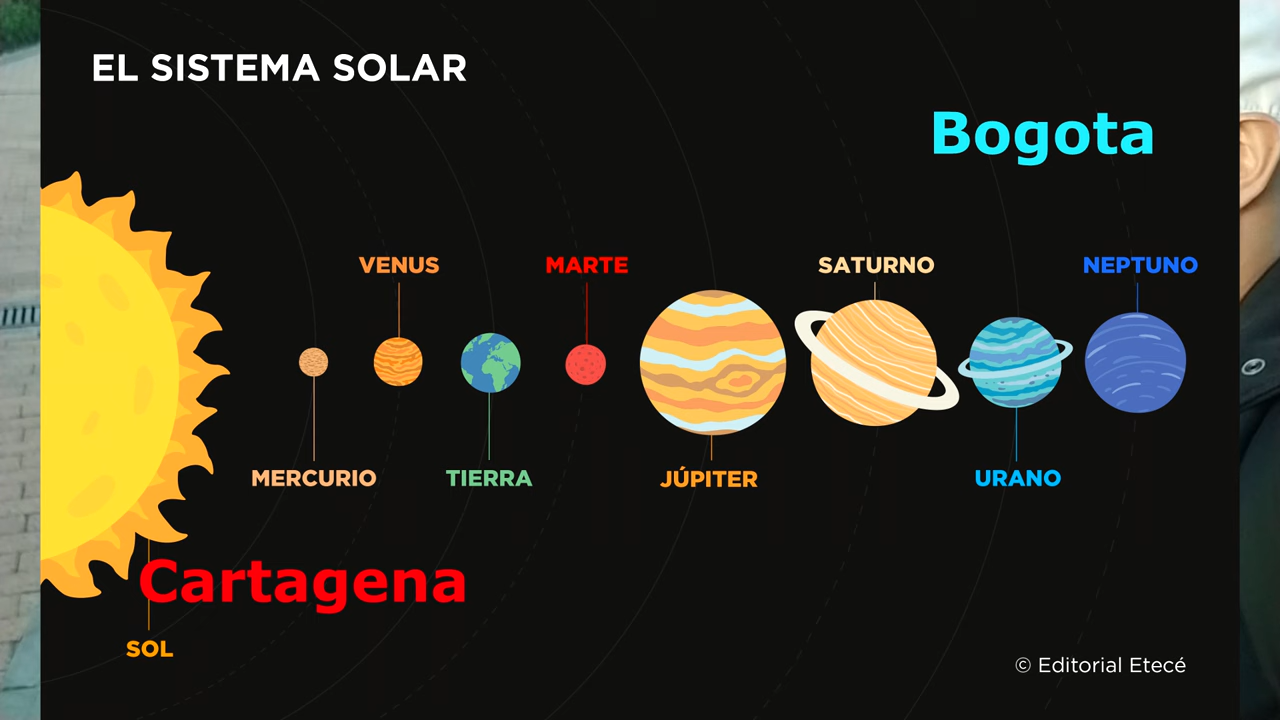 EL SISTEMA SOLAR
Bogota
VENUS
MARTE
SATURNO
NEPTUNO
MERCURIO
TIERRA
JÚPITER
URANO
Cartagena
SOL
© Editorial Etecé